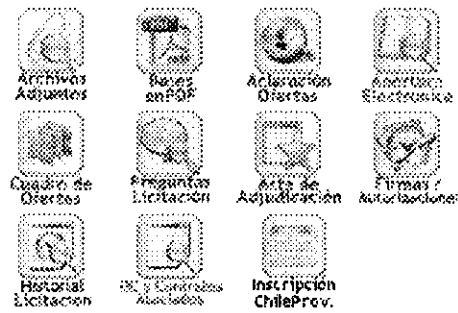 Archivos
Adjuntos
Bases
en PDF
Aclaración
Ofertas
Apertura
Electrónica
Cuadro de
Ofertas
Preguntas
Licitación
Acta de
Adjudicación
Firmas y
Autorizaciones
Historial
Licitación
OC y Contratos
Asociados
Inscripción
ChileProv.